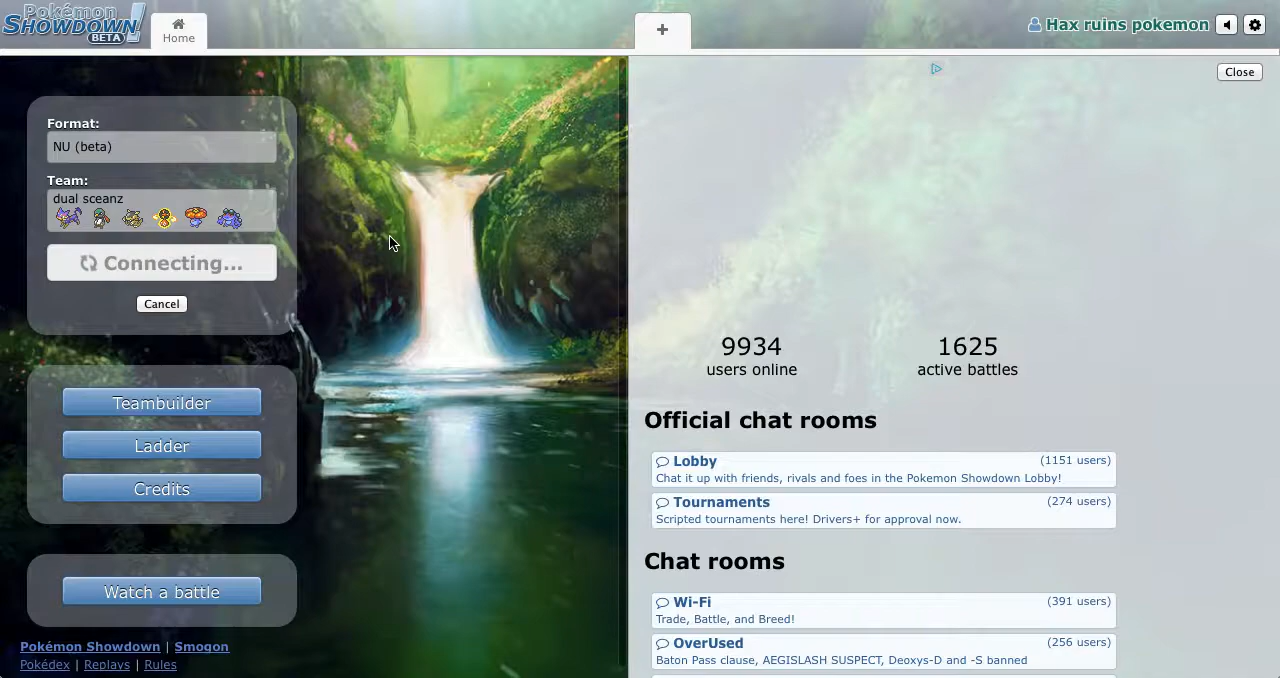 Pokémon
SHOWDOWN!
BETA
Home
+
Hax ruins pokemon
Close
Format:
NU (beta)
Team:
dual sceanz
Connecting...
Cancel
Teambuilder
Ladder
Credits
Watch a battle
Pokémon Showdown | Smogon
Pokédex | Replays | Rules
9934
users online
1625
active battles
Official chat rooms
Lobby (1151 users)
Chat it up with friends, rivals and foes in the Pokemon Showdown Lobby!
Tournaments (274 users)
Scripted tournaments here! Drivers+ for approval now.
Chat rooms
Wi-Fi (391 users)
Trade, Battle, and Breed!
OverUsed (256 users)
Baton Pass clause, AEGISLASH SUSPECT, Deoxys-D and -S banned